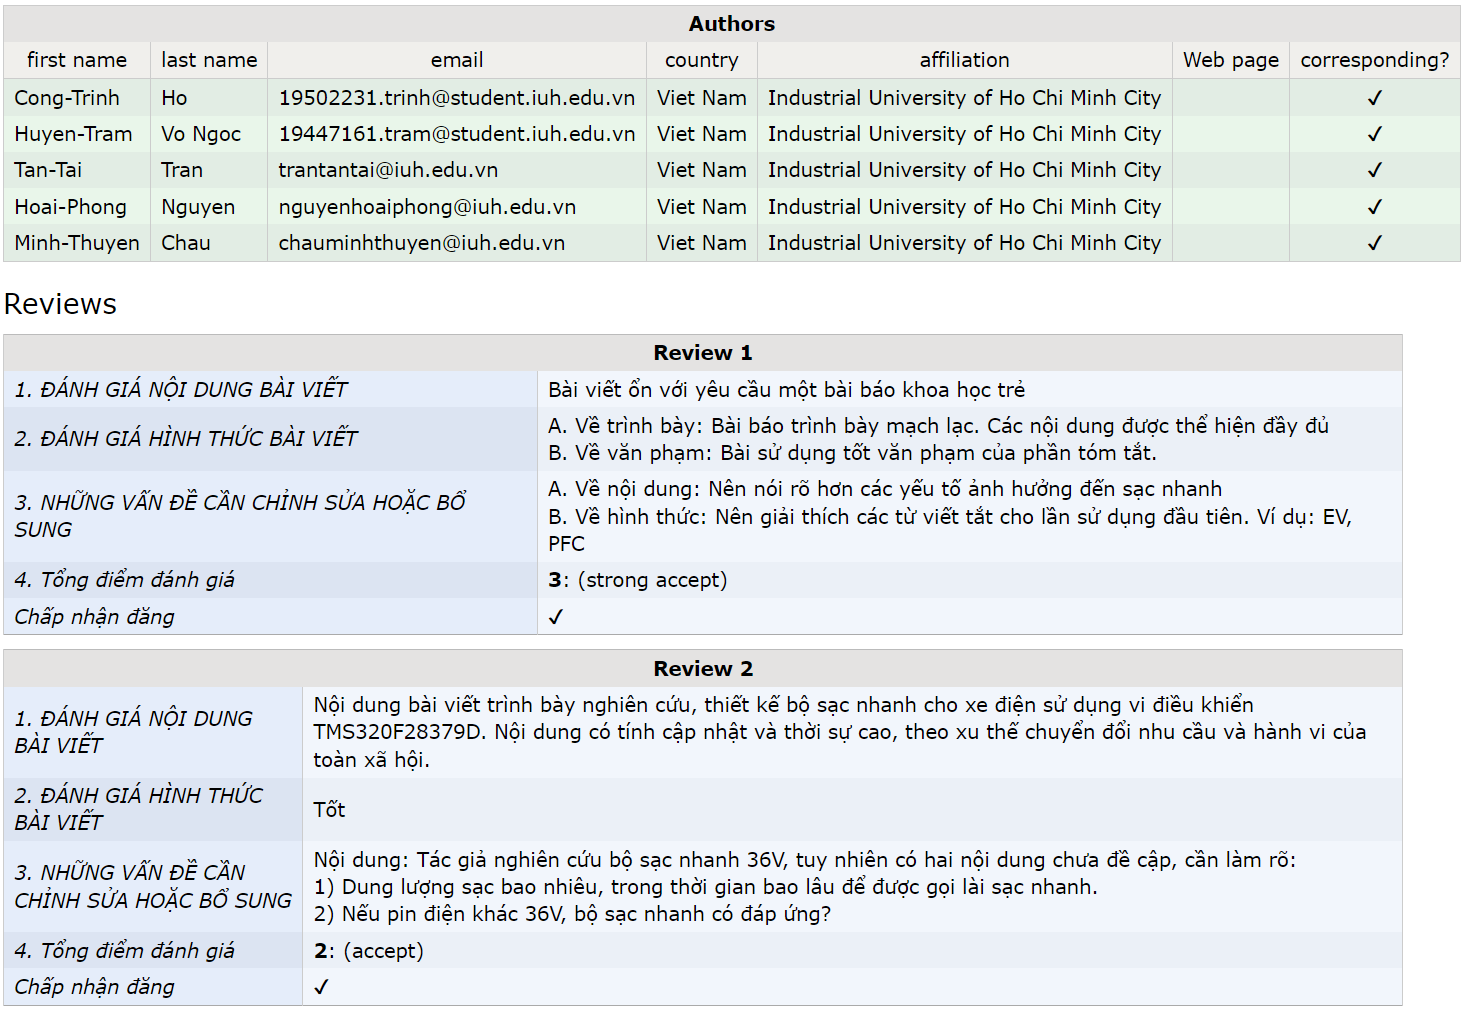 Authors
first name last name email country affiliation Web page corresponding?
Cong-Trinh Ho 19502231.trinh@student.iuh.edu.vn Viet Nam Industrial University of Ho Chi Minh City ✓
Huyen-Tram Vo Ngoc 19447161.tram@student.iuh.edu.vn Viet Nam Industrial University of Ho Chi Minh City ✓
Tan-Tai Tran trantantai@iuh.edu.vn Viet Nam Industrial University of Ho Chi Minh City ✓
Hoai-Phong Nguyen nguyenhoaiphong@iuh.edu.vn Viet Nam Industrial University of Ho Chi Minh City ✓
Minh-Thuyen Chau chauminhthuyen@iuh.edu.vn Viet Nam Industrial University of Ho Chi Minh City ✓
Reviews
Review 1
1. ĐÁNH GIÁ NỘI DUNG BÀI VIẾT
Bài viết ổn với yêu cầu một bài báo khoa học trẻ
2. ĐÁNH GIÁ HÌNH THỨC BÀI VIẾT
A. Về trình bày: Bài báo trình bày mạch lạc. Các nội dung được thể hiện đầy đủ
B. Về văn phạm: Bài sử dụng tốt văn phạm của phần tóm tắt.
3. NHỮNG VẤN ĐỀ CẦN CHỈNH SỬA HOẶC BỔ
SUNG
A. Về nội dung: Nên nói rõ hơn các yếu tố ảnh hưởng đến sạc nhanh
B. Về hình thức: Nên giải thích các từ viết tắt cho lần sử dụng đầu tiên. Ví dụ: EV,
PFC
4. Tổng điểm đánh giá
3: (strong accept)
Chấp nhận đăng
✓
Review 2
1. ĐÁNH GIÁ NỘI DUNG
BÀI VIẾT
Nội dung bài viết trình bày nghiên cứu, thiết kế bộ sạc nhanh cho xe điện sử dụng vi điều khiển
TMS320F28379D. Nội dung có tính cập nhật và thời sự cao, theo xu thế chuyển đổi nhu cầu và hành vi của
toàn xã hội.
2. ĐÁNH GIÁ HÌNH THỨC
BÀI VIẾT
Tốt
3. NHỮNG VẤN ĐỀ CẦN
CHỈNH SỬA HOẶC BỔ SUNG
Nội dung: Tác giả nghiên cứu bộ sạc nhanh 36V, tuy nhiên có hai nội dung chưa đề cập, cần làm rõ:
1) Dung lượng sạc bao nhiêu, trong thời gian bao lâu để được gọi lài sạc nhanh.
2) Nếu pin điện khác 36V, bộ sạc nhanh có đáp ứng?
4. Tổng điểm đánh giá
2: (accept)
Chấp nhận đăng
✓